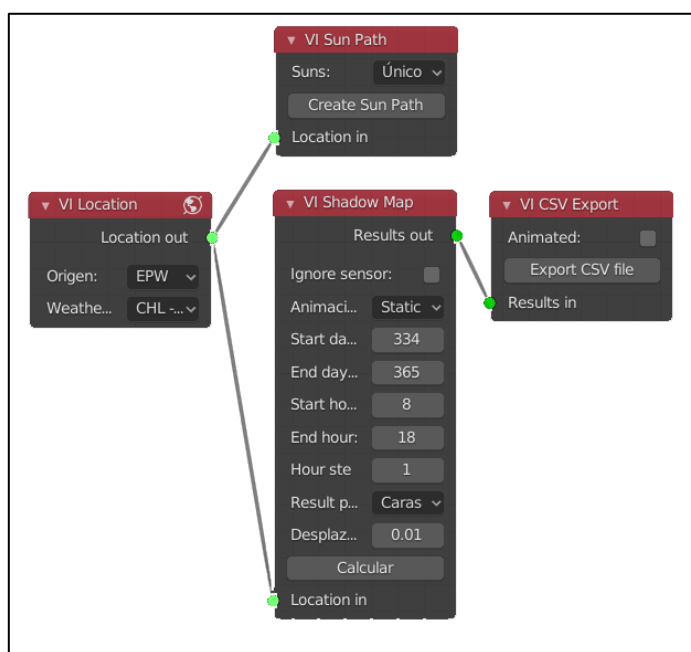 VI Sun Path
Suns: Único
Create Sun Path
Location in
VI Location
Location out
Origen: EPW
Weathe... CHL -...
VI Shadow Map
Results out
Ignore sensor:
Animaci... Static
Start da... 334
End day... 365
Start ho... 8
End hour: 18
Hour ste 1
Result p... Caras
Desplaz... 0.01
Calcular
Location in
VI CSV Export
Animated:
Export CSV file
Results in